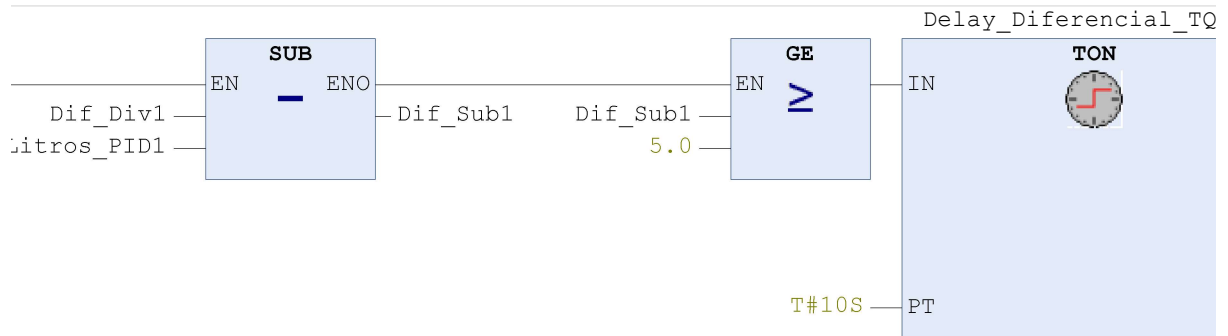 Delay_Diferencial_TQ
SUB
GE
TON
EN ENO
EN
IN
Dif_Div1
Dif_Sub1
Dif_Sub1
Litros_PID1
5.0
T#10S
PT